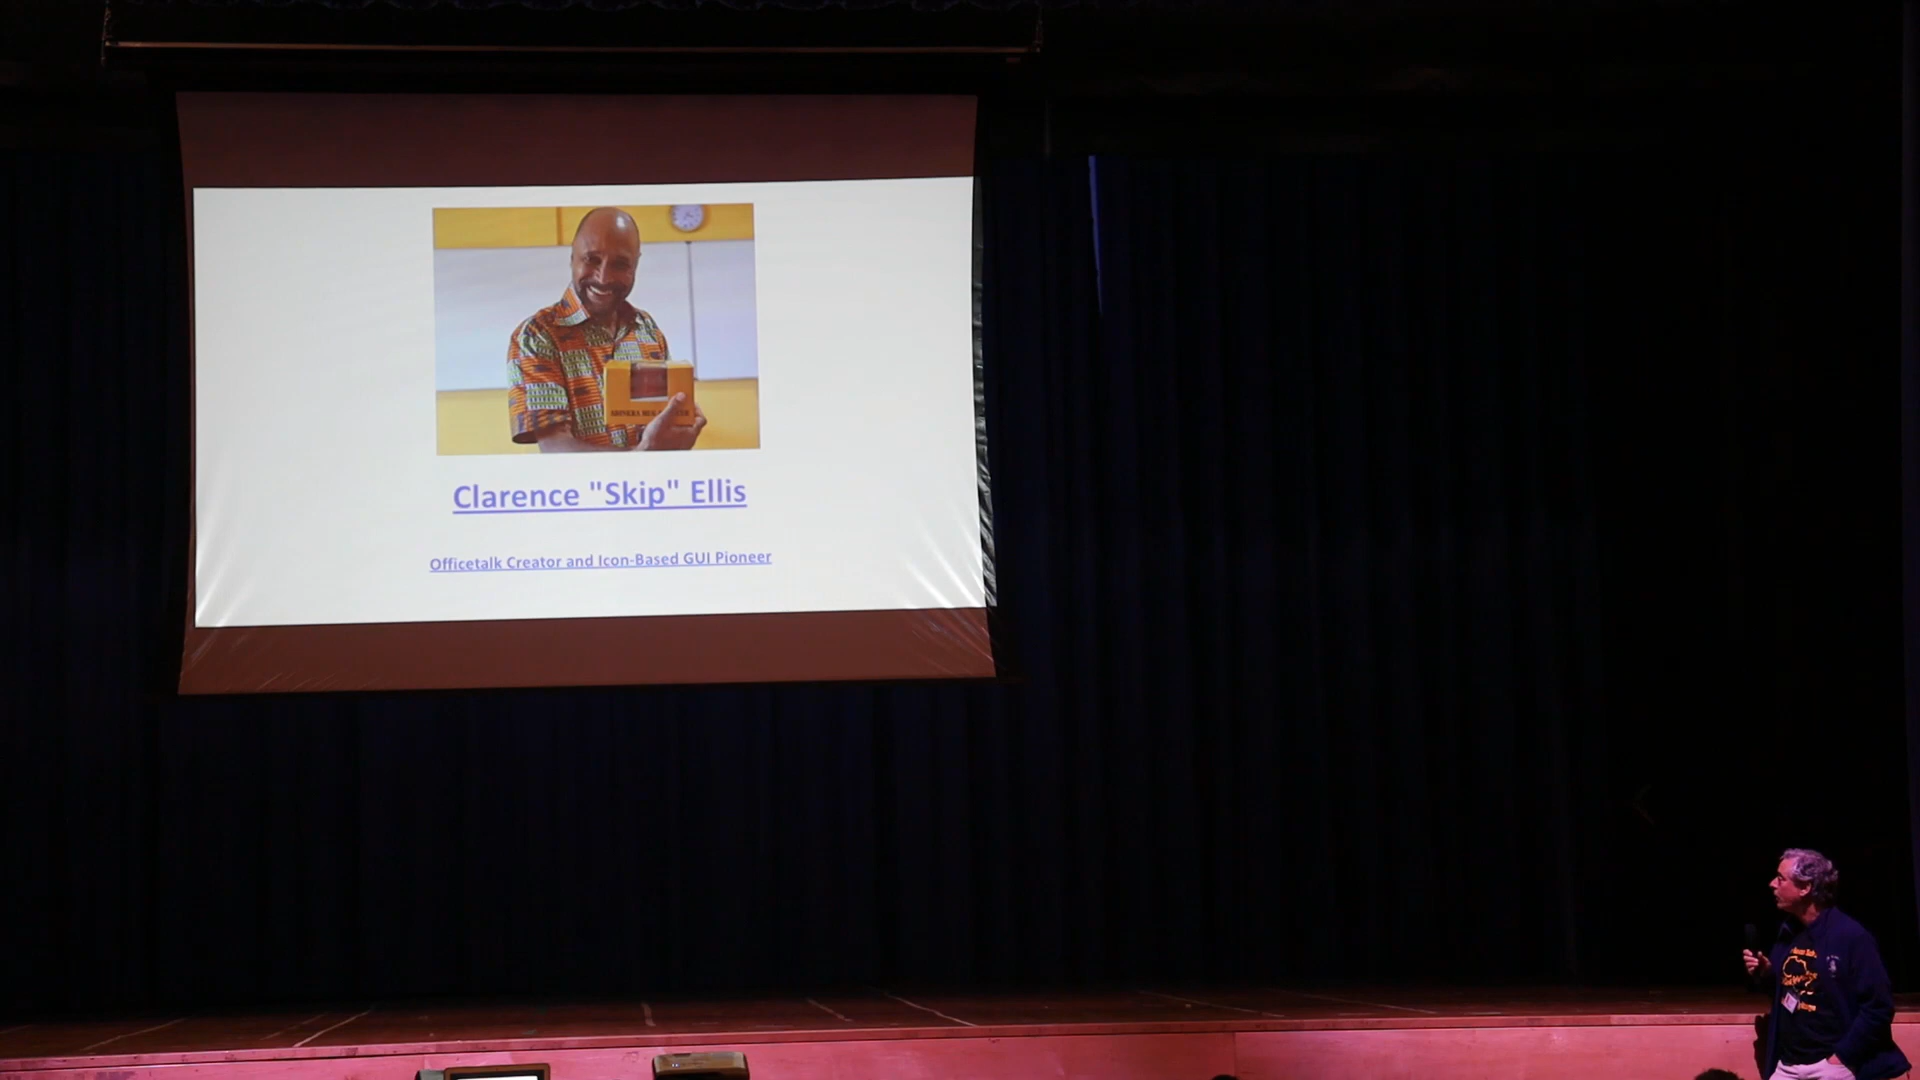 Clarence "Skip" Ellis
Officetalk Creator and Icon-Based GUI Pioneer